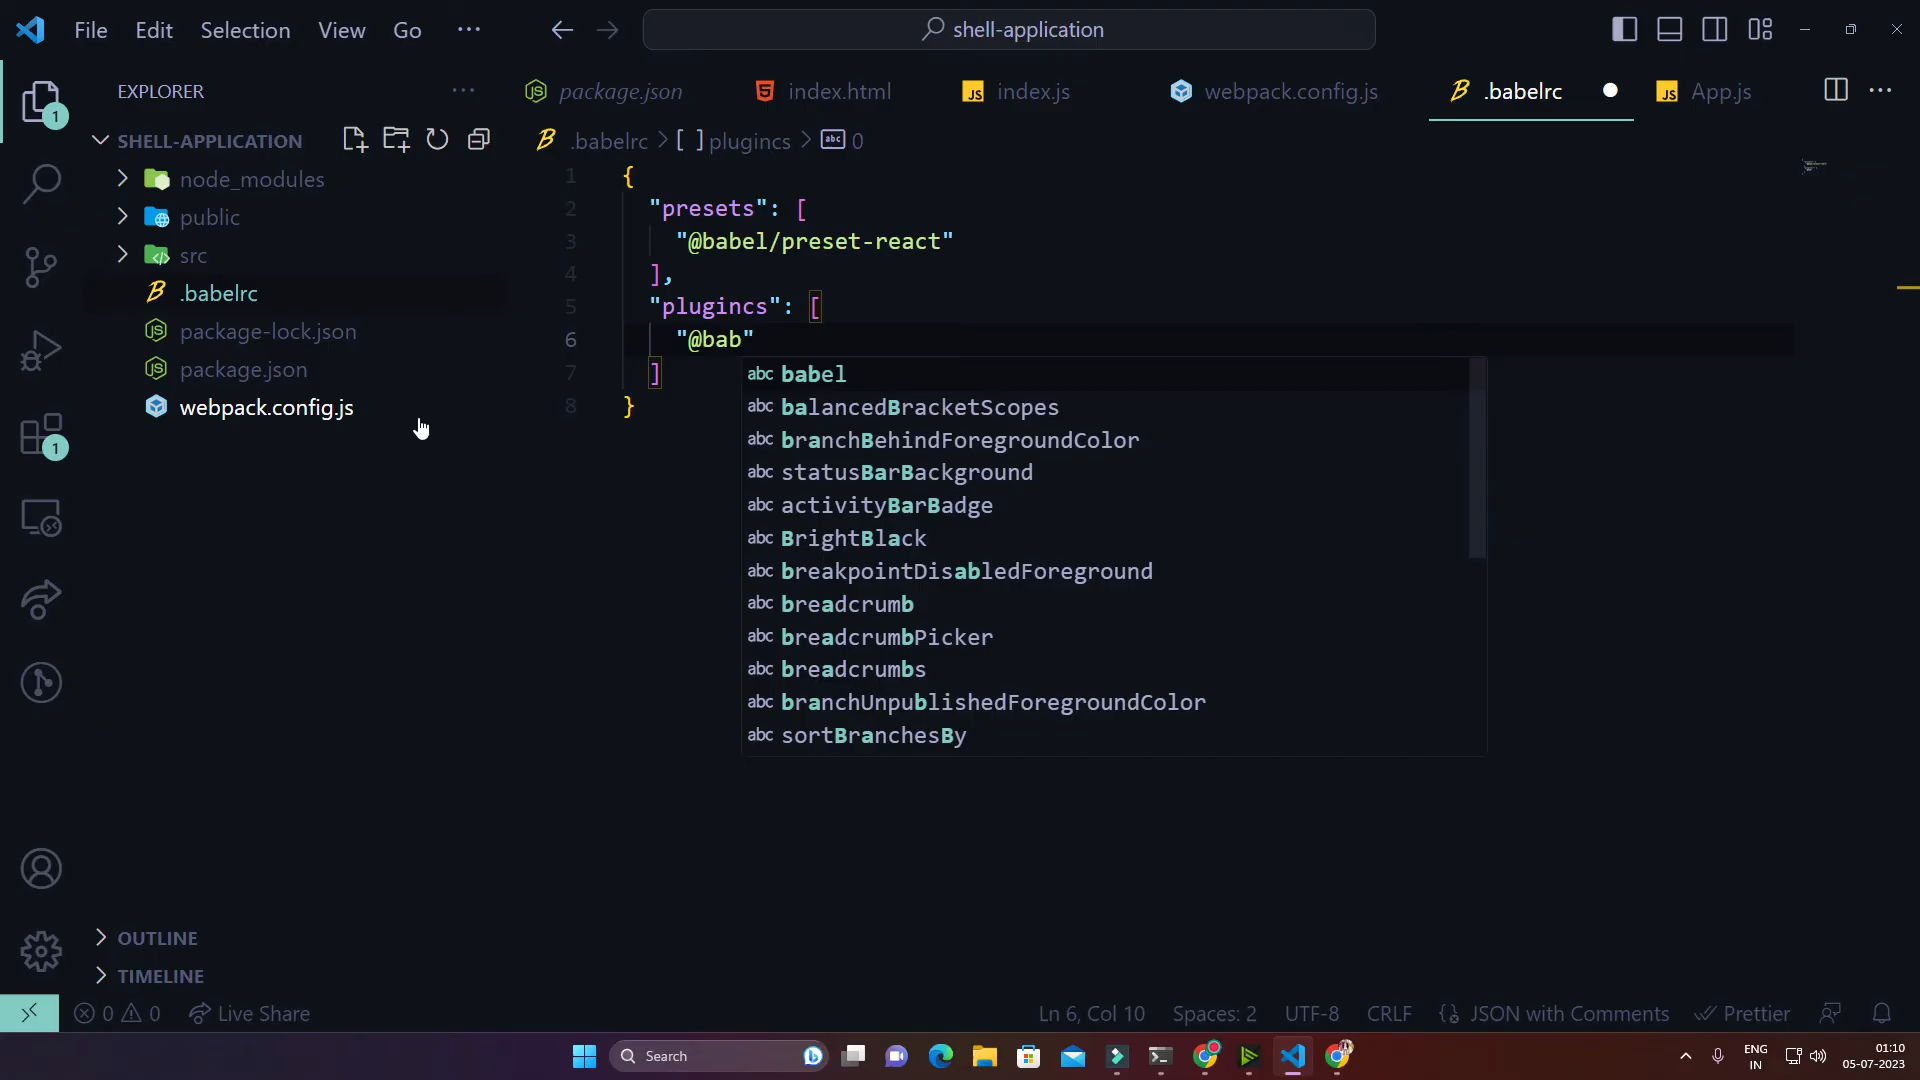 File Edit Selection View Go ··· shell-application
EXPLORER ···
package.json index.html index.js webpack.config.js .babelrc App.js ···
SHELL-APPLICATION
.babelrc > [ ] plugincs > abc 0
node_modules
public
src
.babelrc
package-lock.json
package.json
webpack.config.js
1 {
2 "presets": [
3 "@babel/preset-react"
4 ],
5 "plugincs": [
6 "@bab"
7 ]
8 }
abc babel
abc balancedBracketScopes
abc branchBehindForegroundColor
abc statusBarBackground
abc activityBarBadge
abc BrightBlack
abc breakpointDisabledForeground
abc breadcrumb
abc breadcrumbPicker
abc breadcrumbs
abc branchUnpublishedForegroundColor
abc sortBranchesBy
1
1
OUTLINE
TIMELINE
0 0 Live Share Ln 6, Col 10 Spaces: 2 UTF-8 CRLF JSON with Comments Prettier
Search
ENG
IN
01:10
05-07-2023